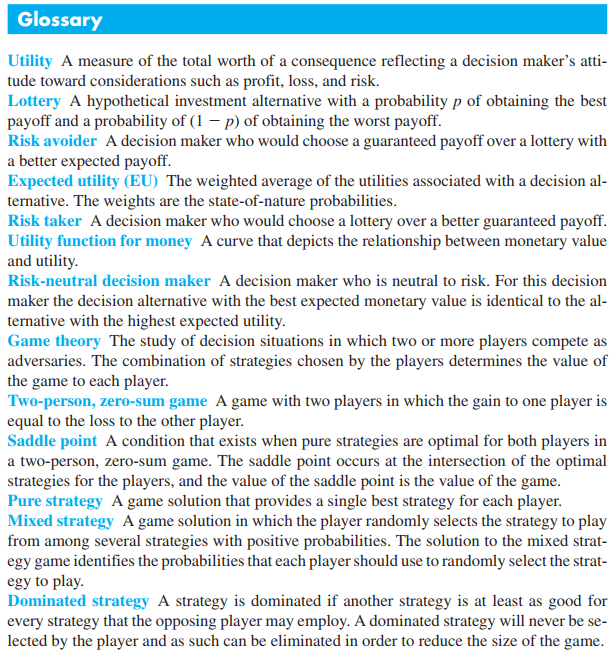 Glossary
Utility A measure of the total worth of a consequence reflecting a decision maker's atti-
tude toward considerations such as profit, loss, and risk.
Lottery A hypothetical investment alternative with a probability p of obtaining the best
payoff and a probability of (1 − p) of obtaining the worst payoff.
Risk avoider A decision maker who would choose a guaranteed payoff over a lottery with
a better expected payoff.
Expected utility (EU) The weighted average of the utilities associated with a decision al-
ternative. The weights are the state-of-nature probabilities.
Risk taker A decision maker who would choose a lottery over a better guaranteed payoff.
Utility function for money A curve that depicts the relationship between monetary value
and utility.
Risk-neutral decision maker A decision maker who is neutral to risk. For this decision
maker the decision alternative with the best expected monetary value is identical to the al-
ternative with the highest expected utility.
Game theory The study of decision situations in which two or more players compete as
adversaries. The combination of strategies chosen by the players determines the value of
the game to each player.
Two-person, zero-sum game A game with two players in which the gain to one player is
equal to the loss to the other player.
Saddle point A condition that exists when pure strategies are optimal for both players in
a two-person, zero-sum game. The saddle point occurs at the intersection of the optimal
strategies for the players, and the value of the saddle point is the value of the game.
Pure strategy A game solution that provides a single best strategy for each player.
Mixed strategy A game solution in which the player randomly selects the strategy to play
from among several strategies with positive probabilities. The solution to the mixed strat-
egy game identifies the probabilities that each player should use to randomly select the strat-
egy to play.
Dominated strategy A strategy is dominated if another strategy is at least as good for
every strategy that the opposing player may employ. A dominated strategy will never be se-
lected by the player and as such can be eliminated in order to reduce the size of the game.